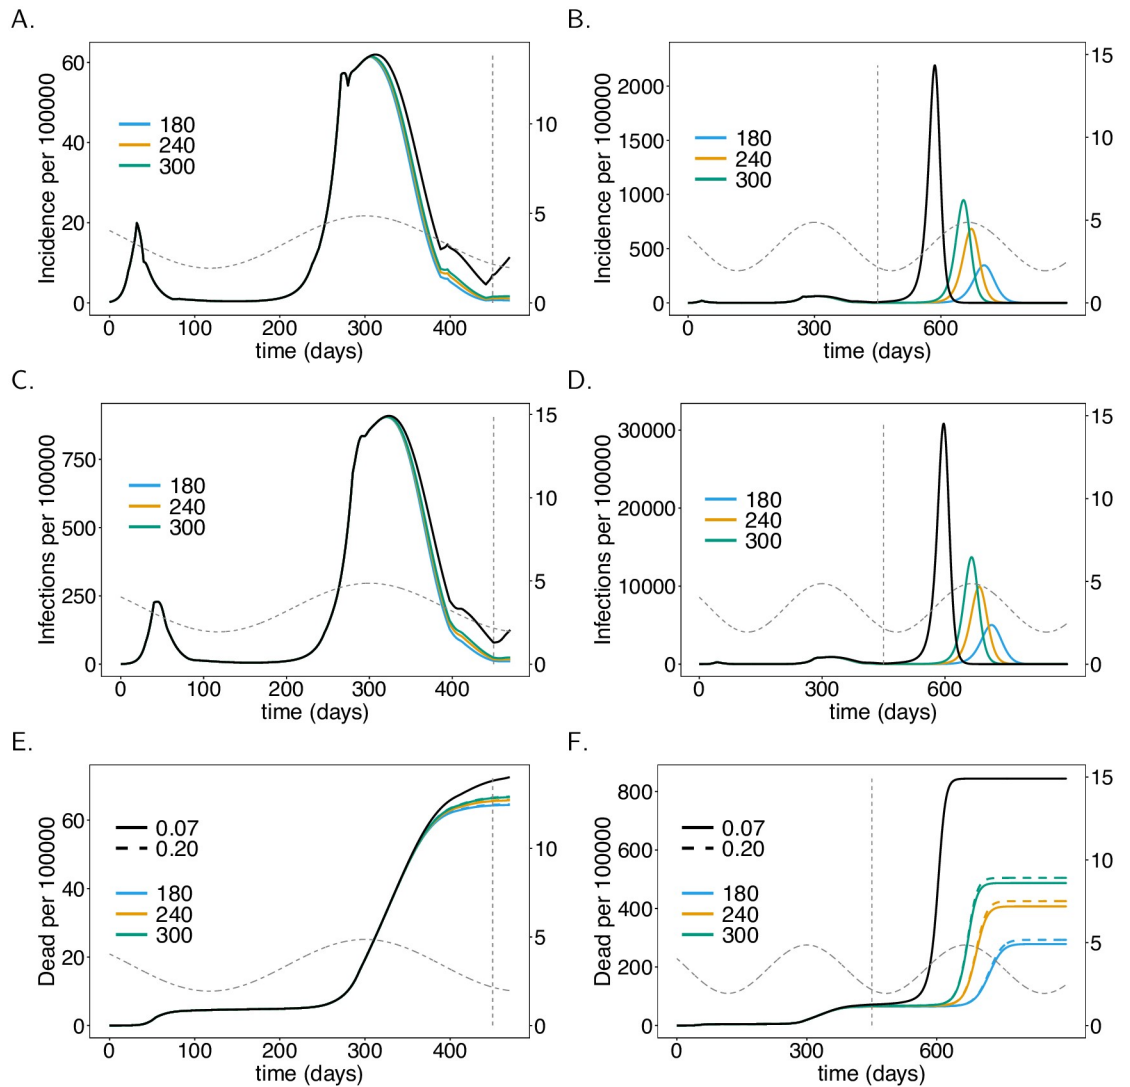 A.
Incidence per 100000
60
40
20
0
10
5
0
180
240
300
0 100 200 300 400
time (days)
B.
Incidence per 100000
2000
1500
1000
500
0
15
10
5
0
180
240
300
0 300 600
time (days)
C.
Infections per 100000
750
500
250
0
15
10
5
0
180
240
300
0 100 200 300 400
time (days)
D.
Infections per 100000
30000
20000
10000
0
15
10
5
0
180
240
300
0 300 600
time (days)
E.
Dead per 100000
60
40
20
0
10
5
0
0.07
0.20
180
240
300
0 100 200 300 400
time (days)
F.
Dead per 100000
800
600
400
200
0
15
10
5
0
0.07
0.20
180
240
300
0 300 600
time (days)